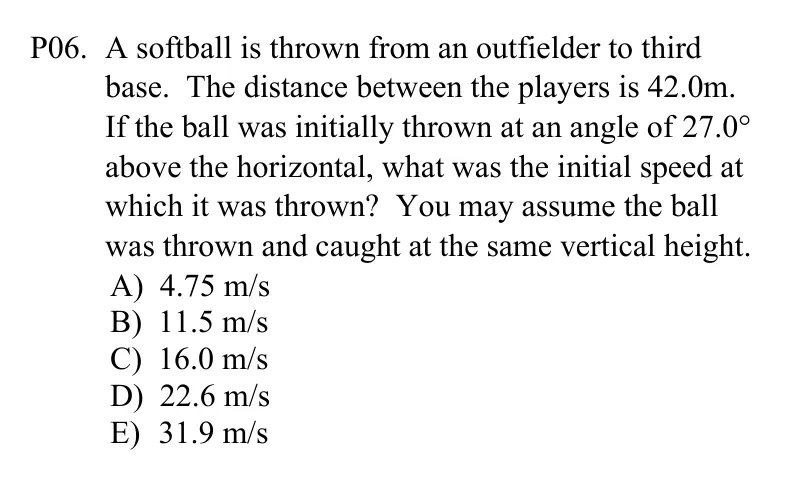 P06. A softball is thrown from an outfielder to third
base. The distance between the players is 42.0m.
If the ball was initially thrown at an angle of 27.0°
above the horizontal, what was the initial speed at
which it was thrown? You may assume the ball
was thrown and caught at the same vertical height.
A) 4.75 m/s
B) 11.5 m/s
C) 16.0 m/s
D) 22.6 m/s
E) 31.9 m/s